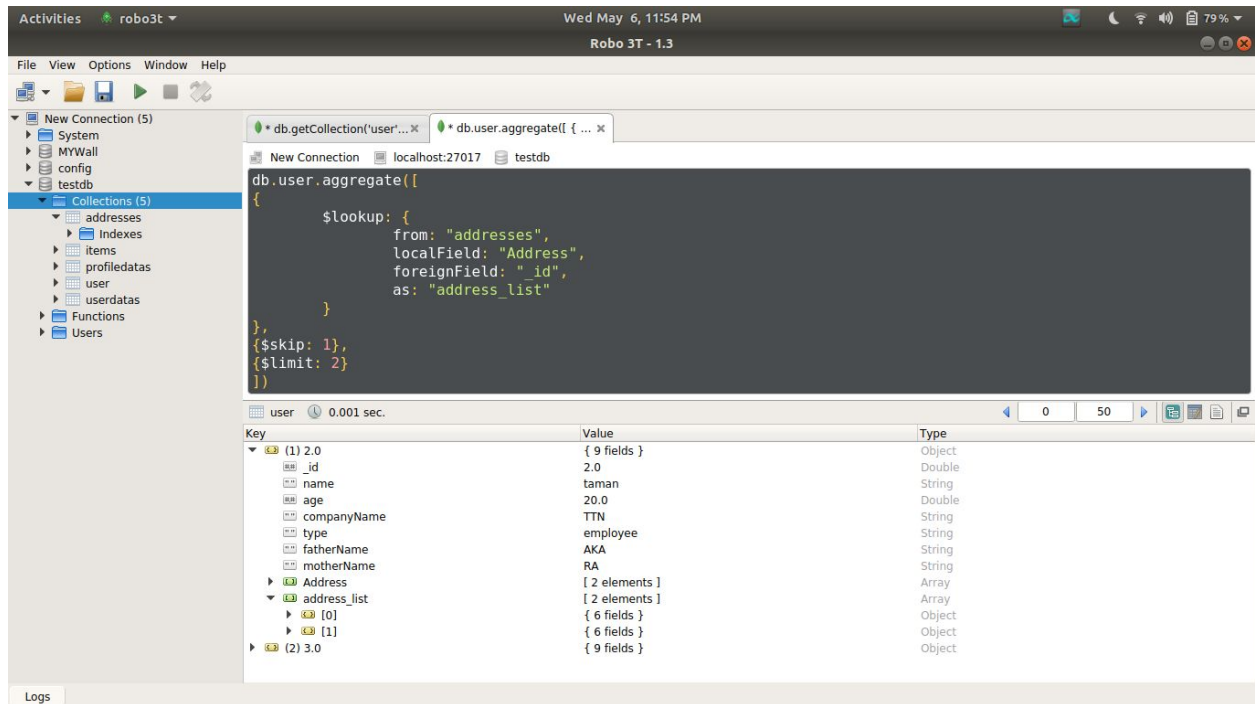 Activities robo3t Wed May 6, 11:54 PM 79 %
Robo 3T - 1.3
File View Options Window Help
New Connection (5)
System
MYWall
config
testdb
Collections (5)
addresses
Indexes
items
profiledatas
user
userdatas
Functions
Users
* db.getCollection('user'... * db.user.aggregate([ { ...
New Connection localhost:27017 testdb
db.user.aggregate([
{
$lookup: {
from: "addresses",
localField: "Address",
foreignField: "_id",
as: "address_list"
}
},
{$skip: 1},
{$limit: 2}
])
user 0.001 sec. 0 50
Key Value Type
(1) 2.0 { 9 fields } Object
_id 2.0 Double
name taman String
age 20.0 Double
companyName TTN String
type employee String
fatherName AKA String
motherName RA String
Address [ 2 elements ] Array
address_list [ 2 elements ] Array
[0] { 6 fields } Object
[1] { 6 fields } Object
(2) 3.0 { 9 fields } Object
Logs